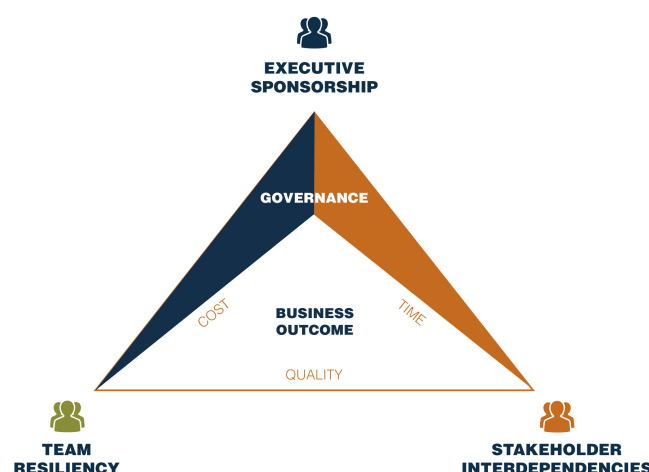 EXECUTIVE
SPONSORSHIP
GOVERNANCE
COST
TIME
BUSINESS
OUTCOME
QUALITY
TEAM
RESILIENCY
STAKEHOLDER
INTERDEPENDENCIES